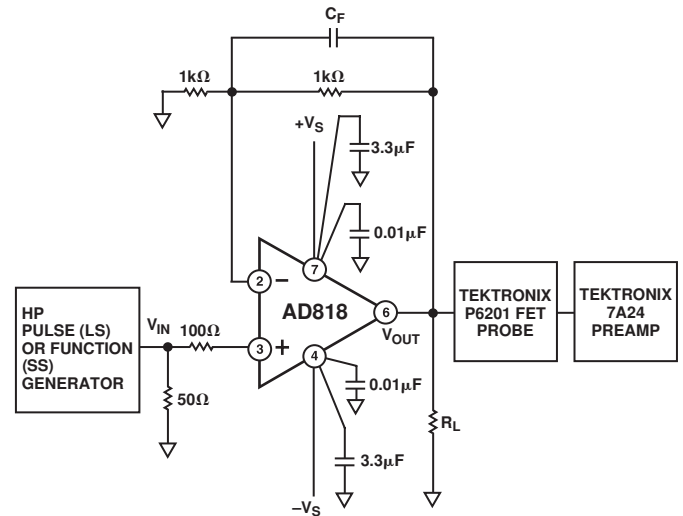 C_F
1kΩ
1kΩ
+V_S
3.3µF
0.01µF
2
–
7
AD818
6
V_OUT
3
+
4
HP
PULSE (LS)
OR FUNCTION
(SS)
GENERATOR
V_IN
100Ω
50Ω
0.01µF
3.3µF
–V_S
R_L
TEKTRONIX
P6201 FET
PROBE
TEKTRONIX
7A24
PREAMP